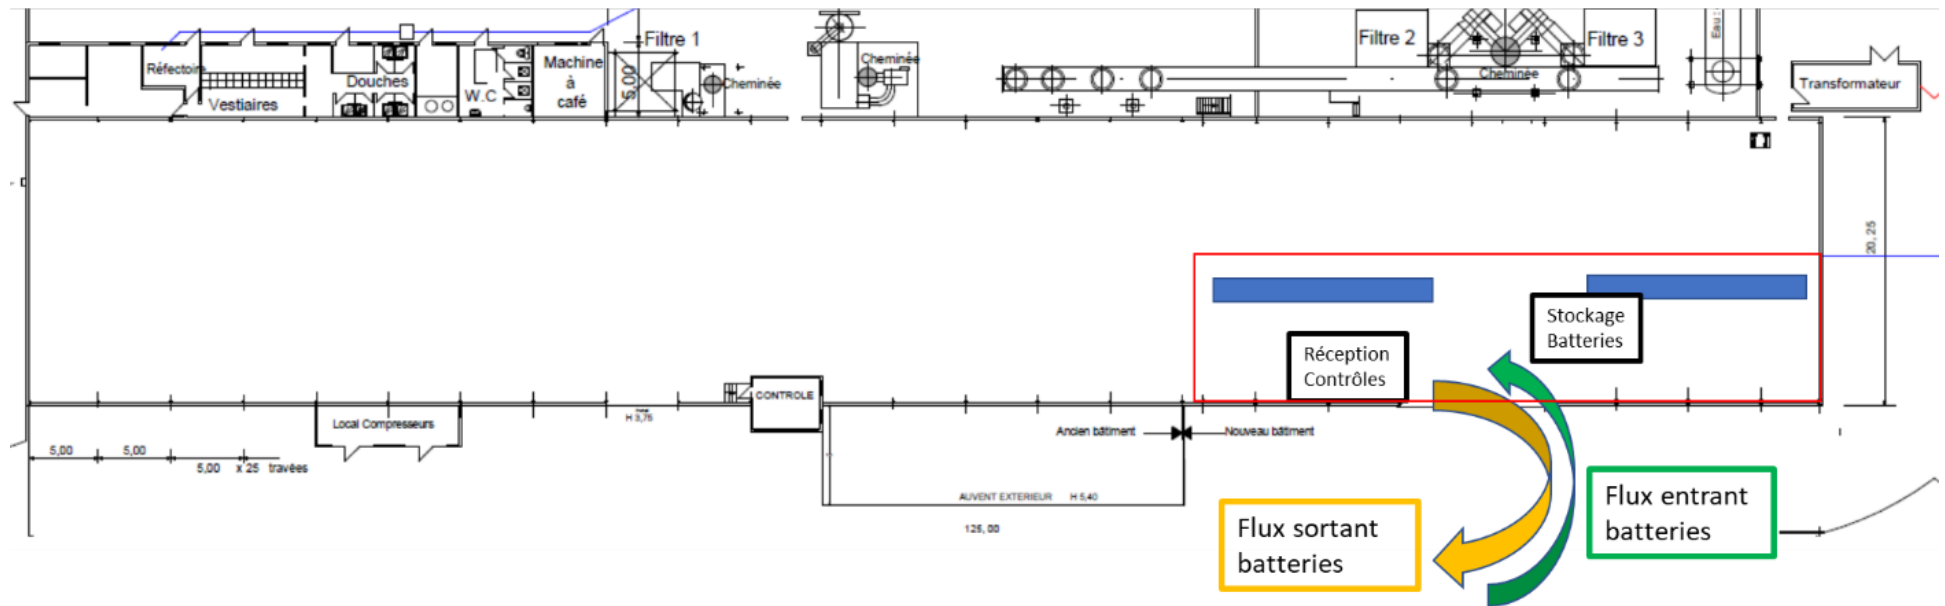 Filtre 1
Filtre 2
Filtre 3
Eau :
Réfectoire
Douches
Vestiaires
W.C
Machine
à
café
5,00
Cheminée
Cheminée
Cheminée
Transformateur
20,25
Stockage
Batteries
Réception
Contrôles
CONTROLE
Local Compresseurs
H 3,75
Ancien bâtiment
Nouveau bâtiment
5,00
5,00
5,00 x 25 travées
AUVENT EXTERIEUR H 5,40
125,00
Flux sortant
batteries
Flux entrant
batteries